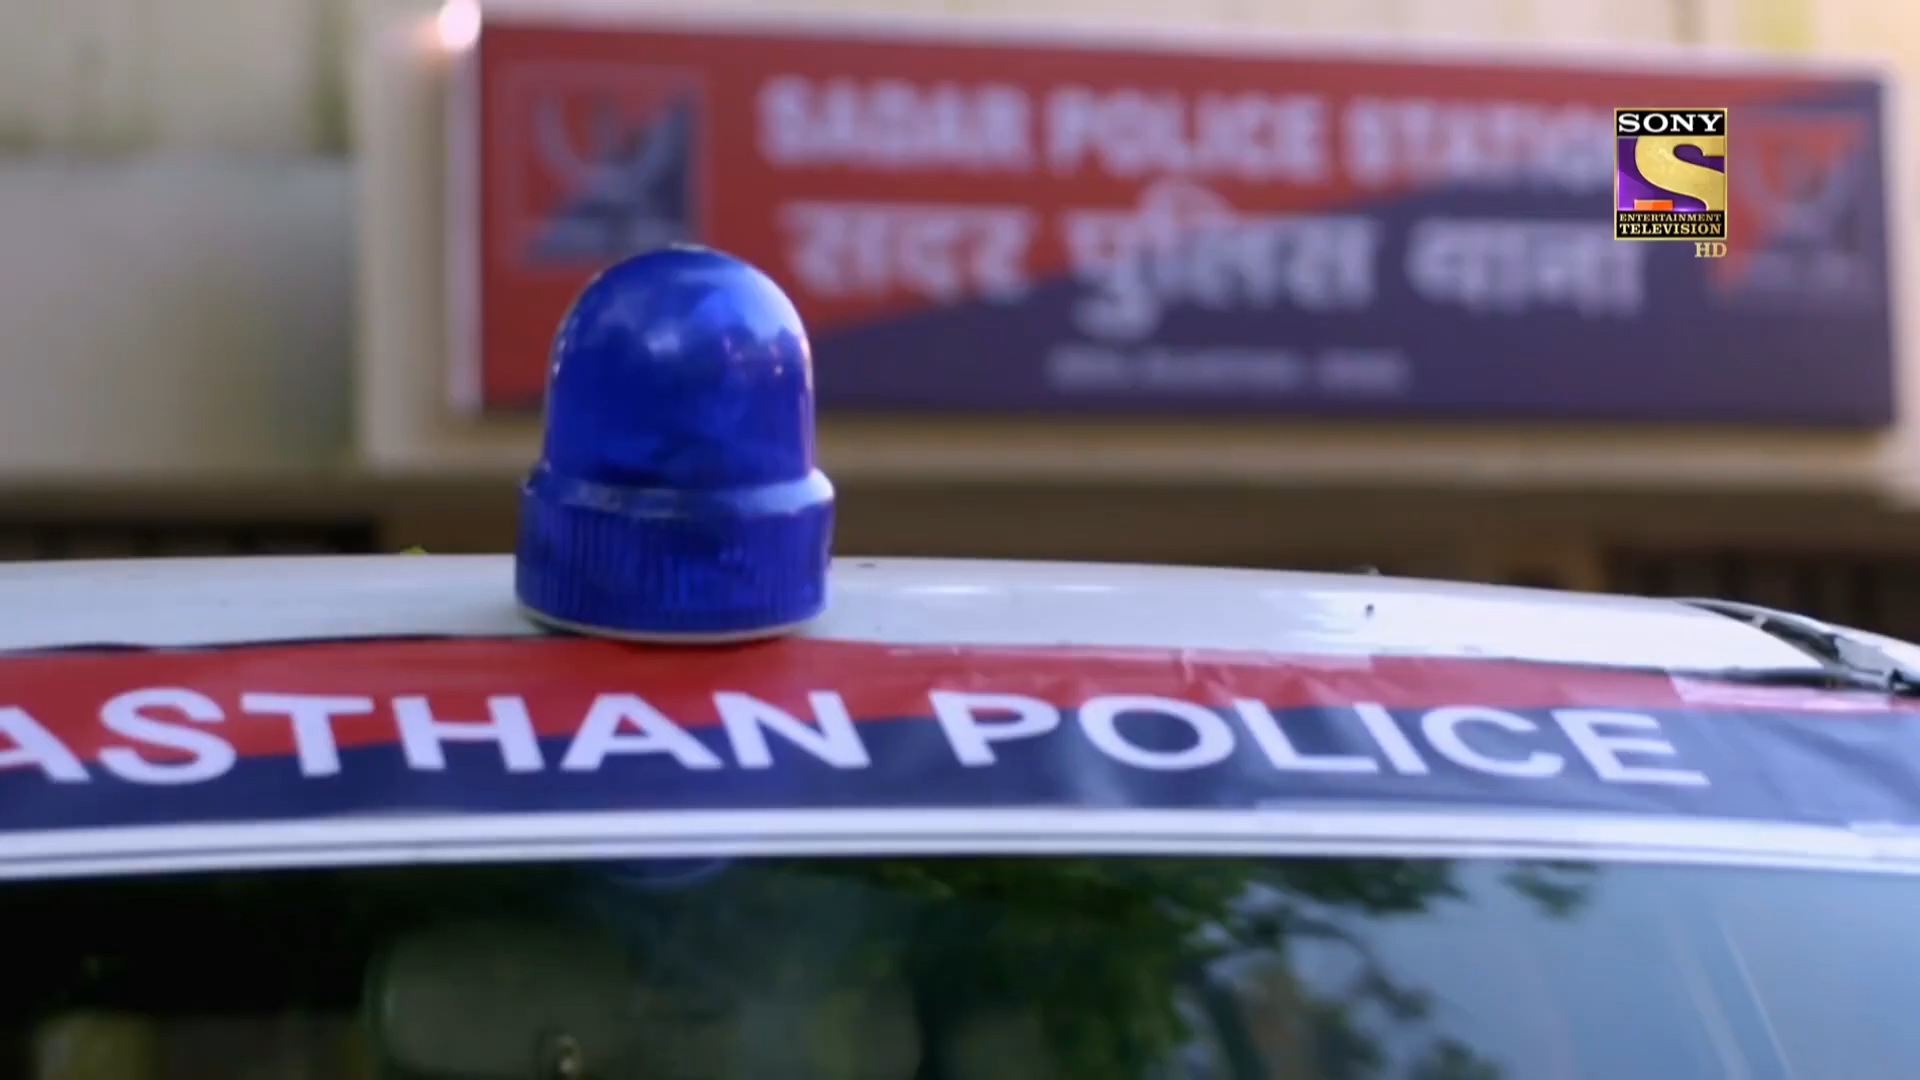 SADAR POLICE STATION
सदर पुलिस थाना
SONY
ENTERTAINMENT
TELEVISION
HD
ASTHAN POLICE